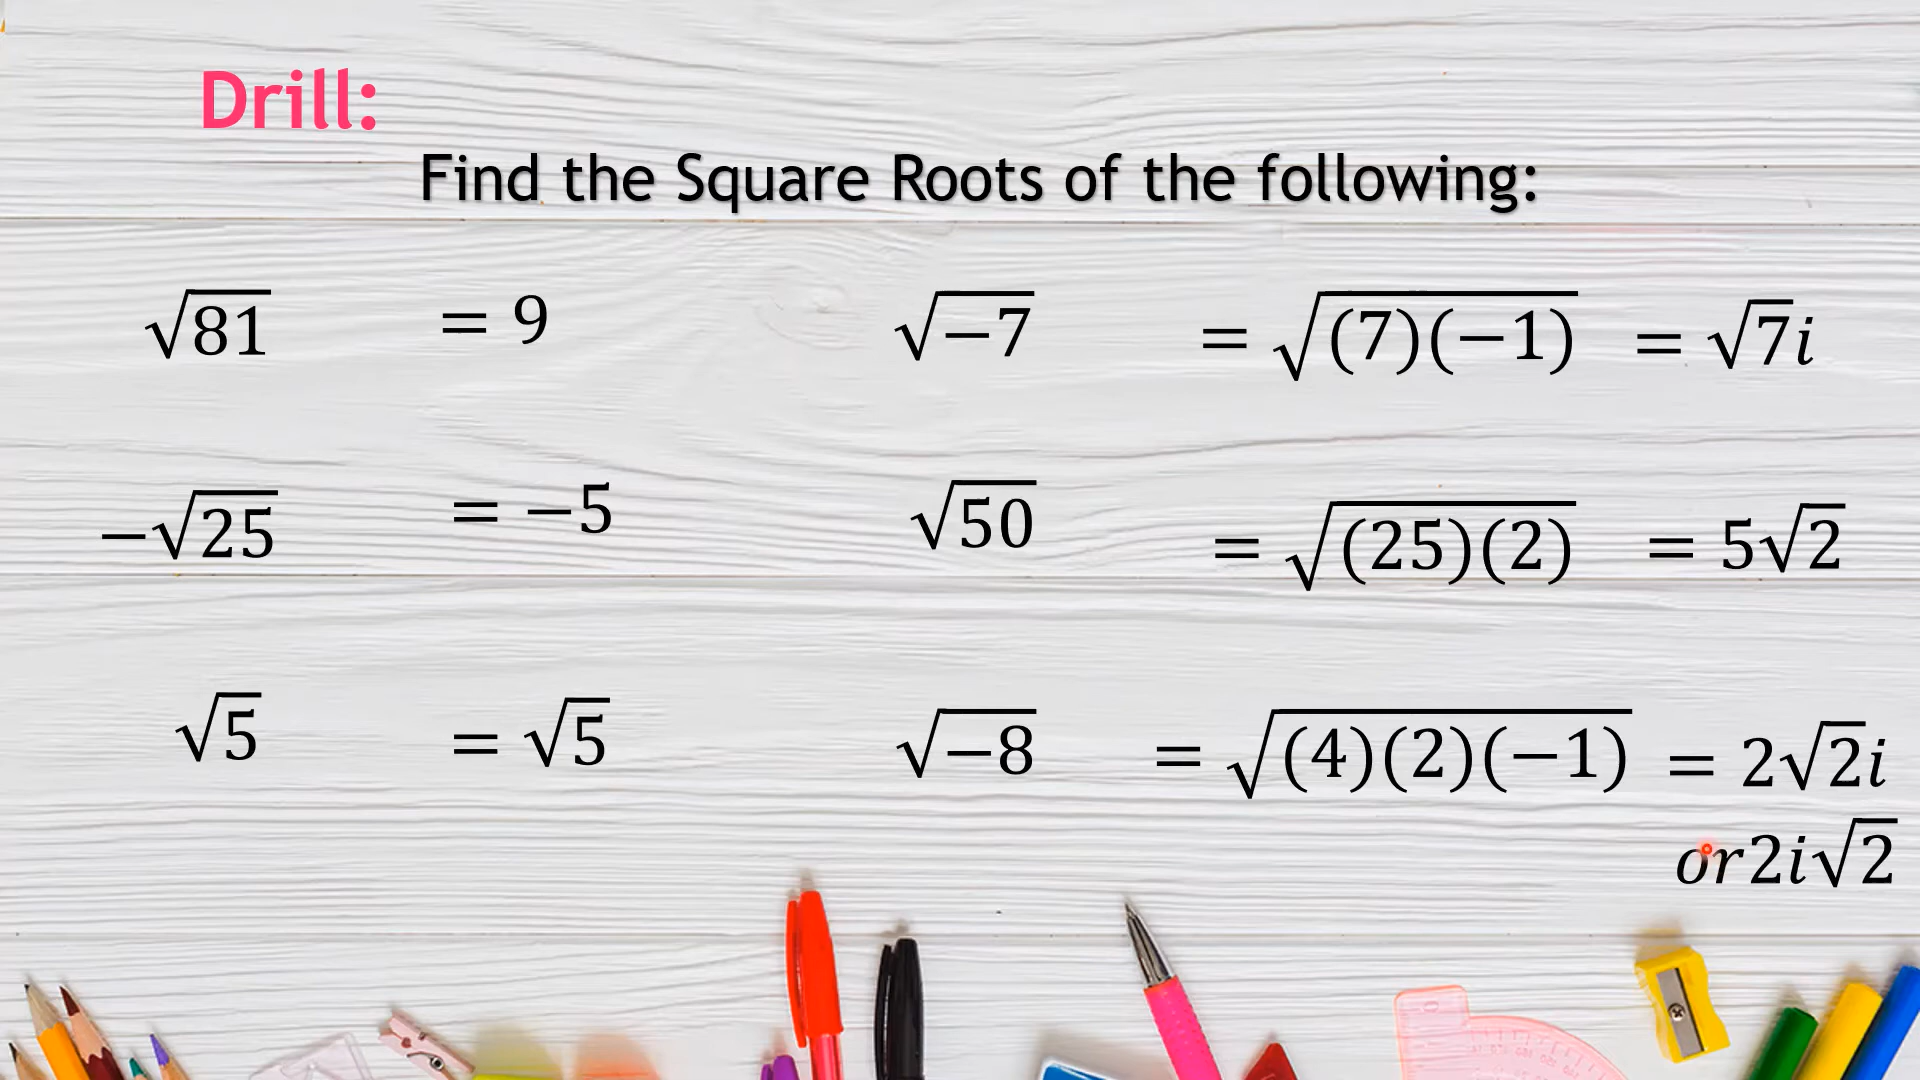 Drill:
Find the Square Roots of the following:
√81 = 9
√−7 = √(7)(−1) = √7i
−√25 = −5
√50 = √(25)(2) = 5√2
√5 = √5
√−8 = √(4)(2)(−1) = 2√2i
or2i√2